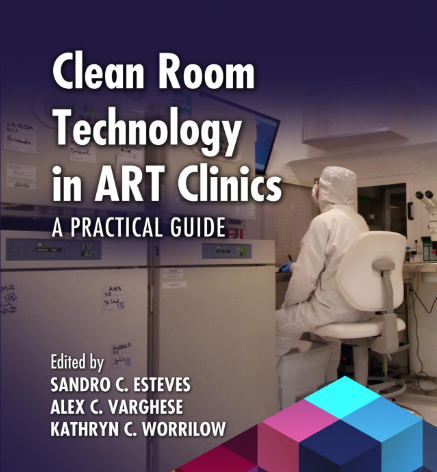 Clean Room
Technology
in ART Clinics
A PRACTICAL GUIDE
Edited by
SANDRO C. ESTEVES
ALEX C. VARGHESE
KATHRYN C. WORRILOW